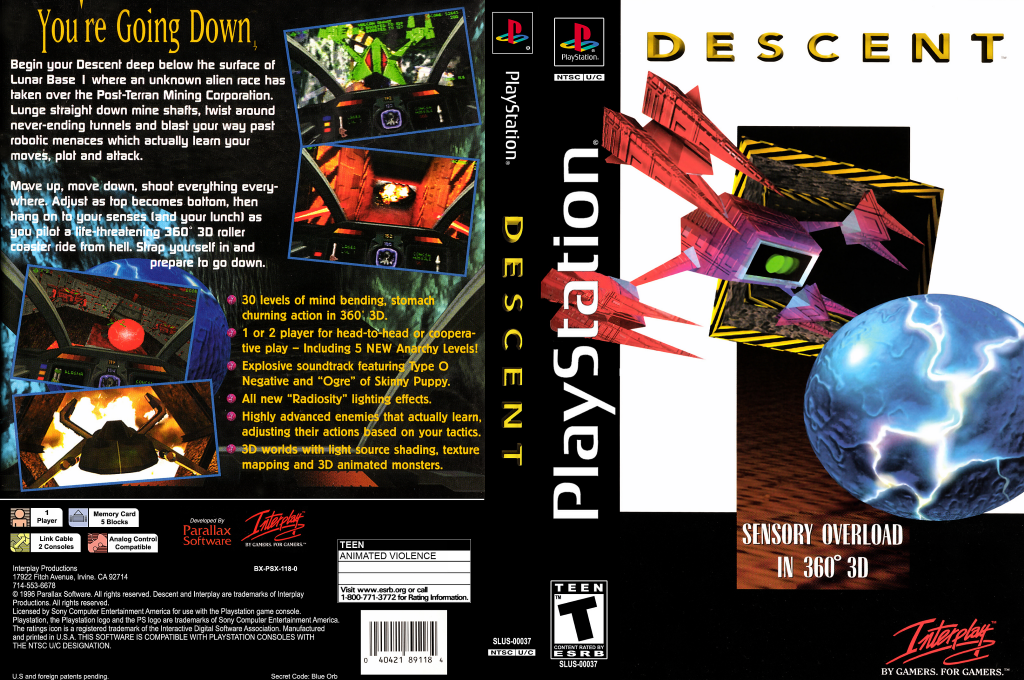 You're Going Down
Begin your Descent deep below the surface of
Lunar Base 1 where an unknown alien race has
taken over the Post-Terran Mining Corporation.
Lunge straight down mine shafts, twist around
never-ending tunnels and blast your way past
robotic menaces which actually learn your
moves, plot and attack.
Move up, move down, shoot everything every-
where. Adjust as top becomes bottom, then
hang on to your senses (and your lunch) as
you pilot a life-threatening 360° 3D roller
coaster ride from hell. Strap yourself in and
prepare to go down.
30 levels of mind bending, stomach
churning action in 360° 3D.
1 or 2 player for head-to-head or coopera-
tive play – Including 5 NEW Anarchy Levels!
Explosive soundtrack featuring Type O
Negative and "Ogre" of Skinny Puppy.
All new "Radiosity" lighting effects.
Highly advanced enemies that actually learn,
adjusting their actions based on your tactics.
3D worlds with light source shading, texture
mapping and 3D animated monsters.
1
Player
Memory Card
5 Blocks
Link Cable
2 Consoles
Analog Control
Compatible
Developed By
Parallax
Software
Interplay™
BY GAMERS. FOR GAMERS.™
TEEN
ANIMATED VIOLENCE
Visit www.esrb.org or call
1-800-771-3772 for Rating Information.
Interplay Productions
17922 Fitch Avenue, Irvine. CA 92714
714-553-6678
BX-PSX-118-0
© 1996 Parallax Software. All rights reserved. Descent and Interplay are trademarks of Interplay
Productions. All rights reserved.
Licensed by Sony Computer Entertainment America for use with the Playstation game console.
Playstation, the Playstation logo and the PS logo are trademarks of Sony Computer Entertainment America.
The ratings icon is a registered trademark of the Interactive Digital Software Association. Manufactured
and printed in U.S.A. THIS SOFTWARE IS COMPATIBLE WITH PLAYSTATION CONSOLES WITH
THE NTSC U/C DESIGNATION.
U.S and foreign patents pending.
Secret Code: Blue Orb
0 40421 89118 4
PlayStation®
DESCENT
SLUS-00037
NTSC U/C
PlayStation®
NTSC U/C
PlayStation®
TEEN
T™
CONTENT RATED BY
ESRB
SLUS-00037
DESCENT™
SENSORY OVERLOAD
IN 360° 3D
Interplay™
BY GAMERS. FOR GAMERS.™